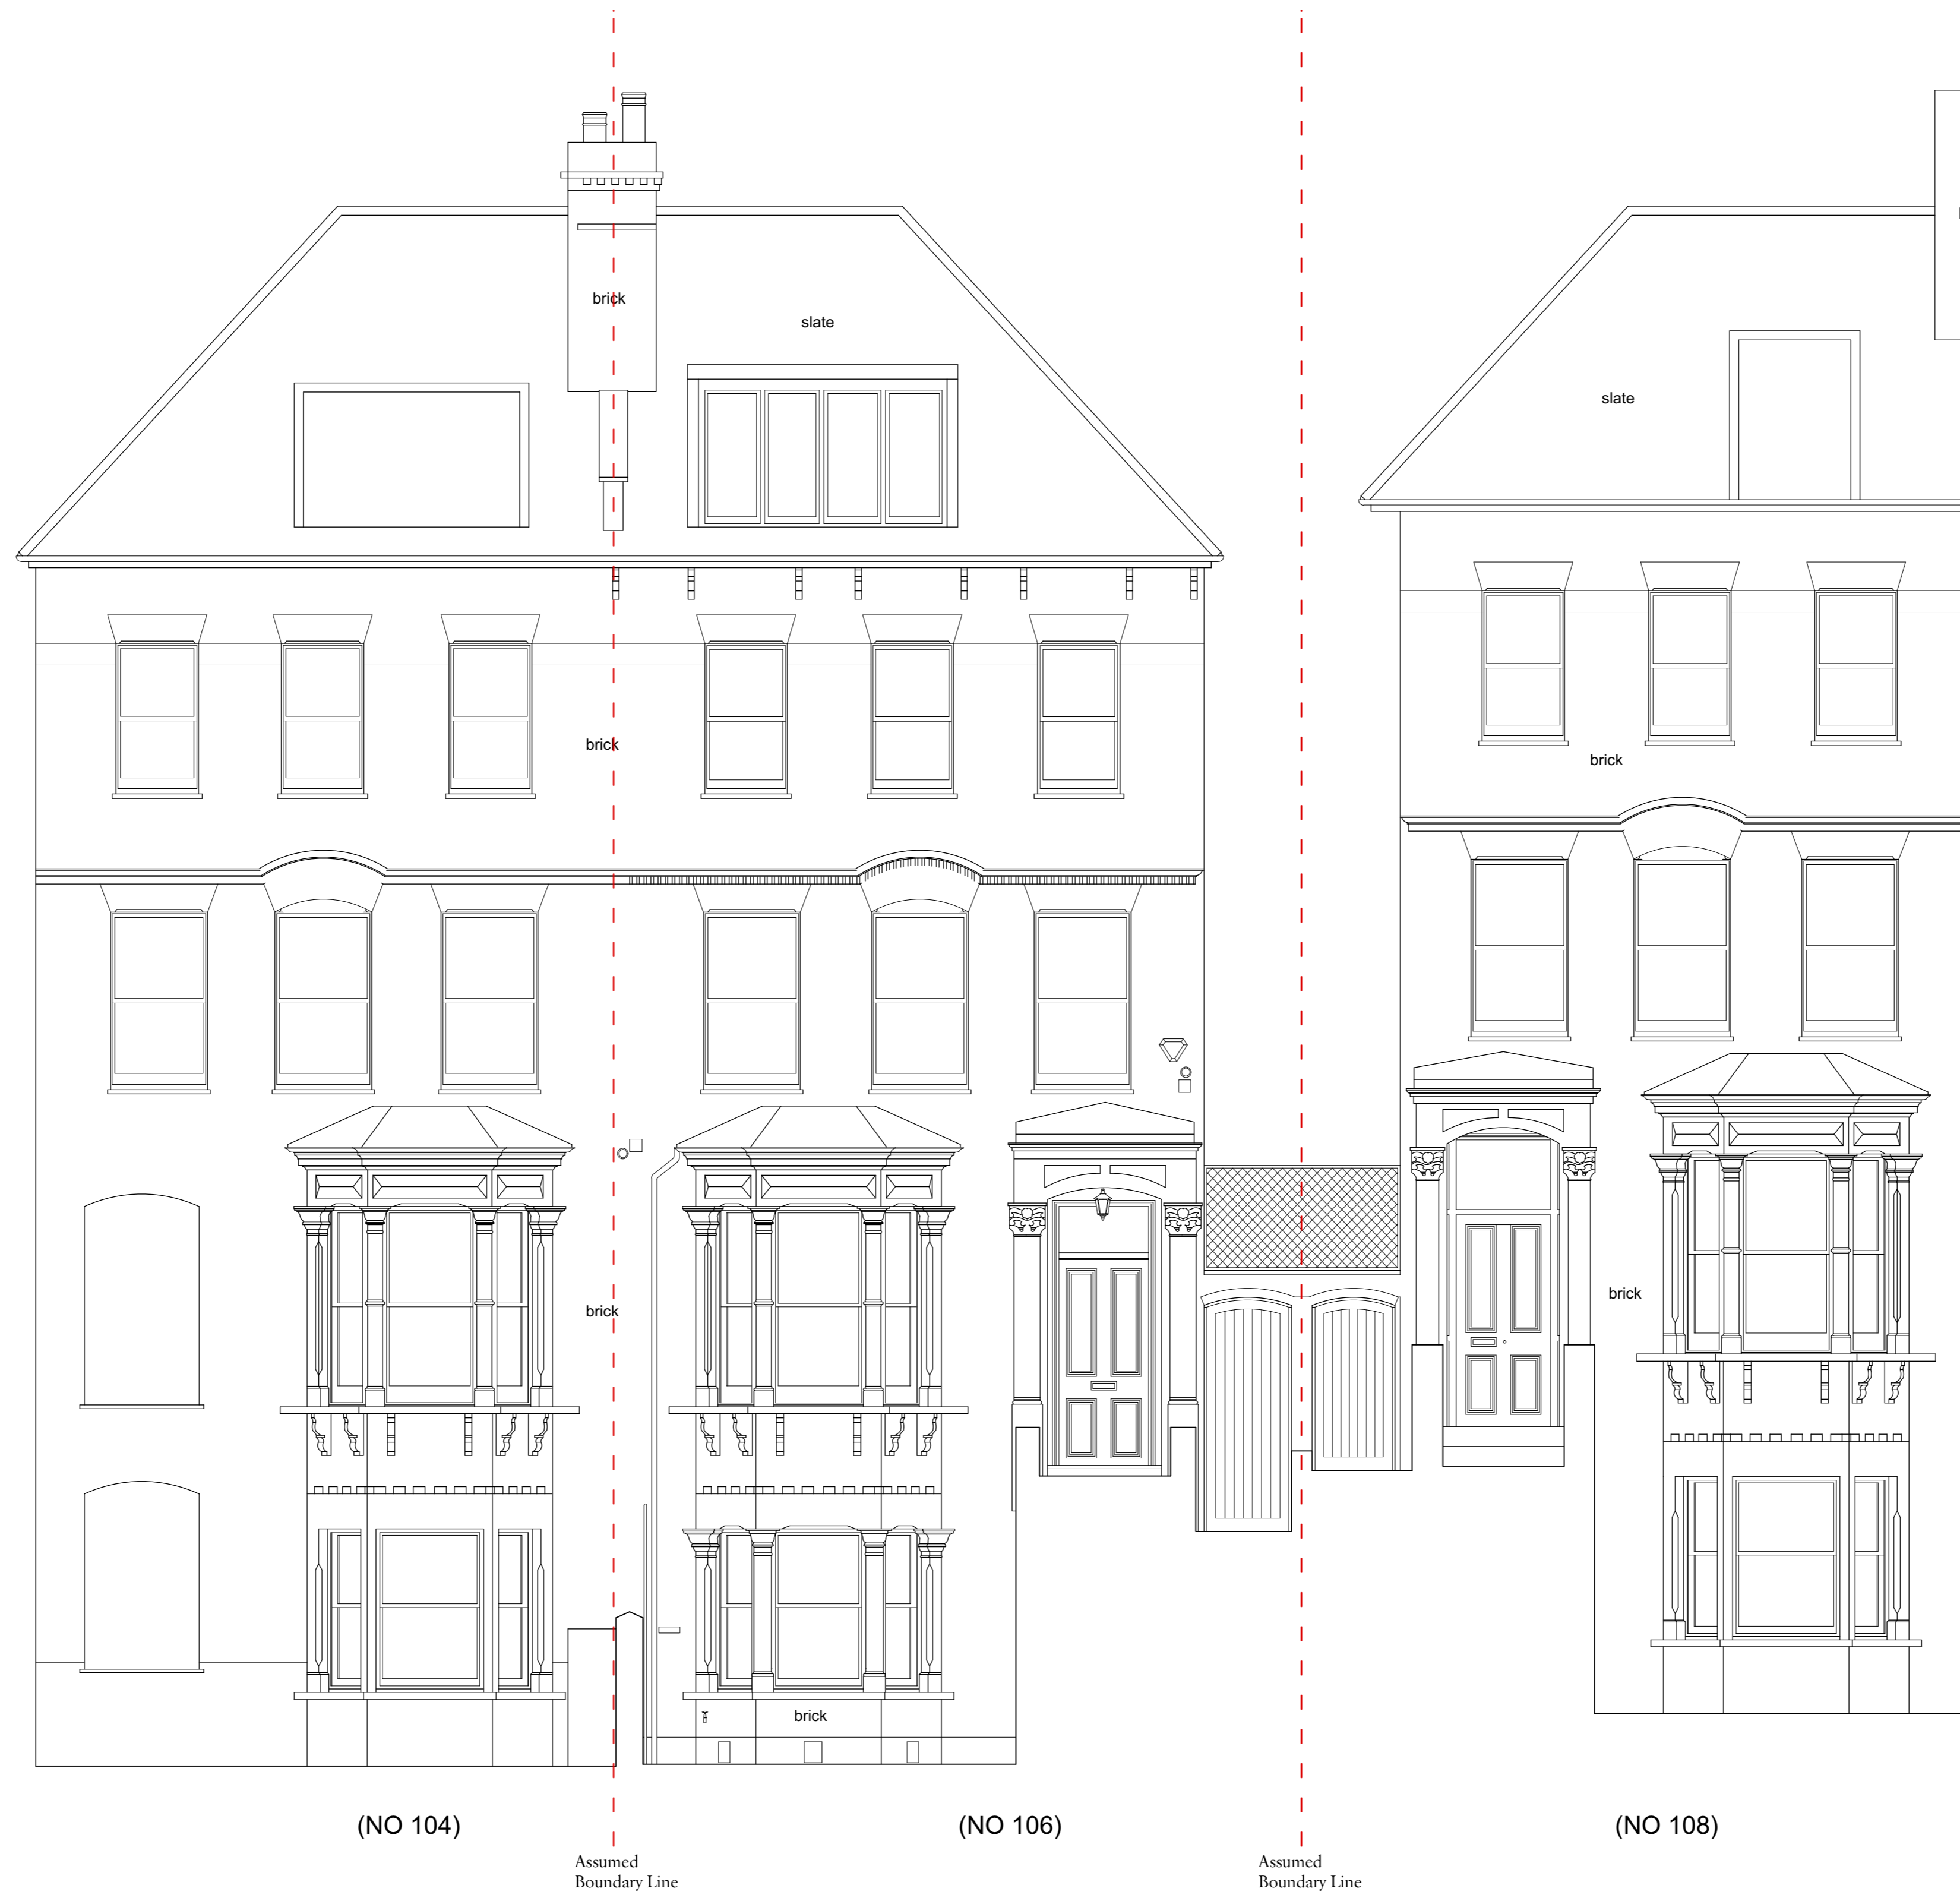 brick
slate
slate
brick
brick
brick
brick
brick
(NO 104)
(NO 106)
(NO 108)
Assumed
Boundary Line
Assumed
Boundary Line